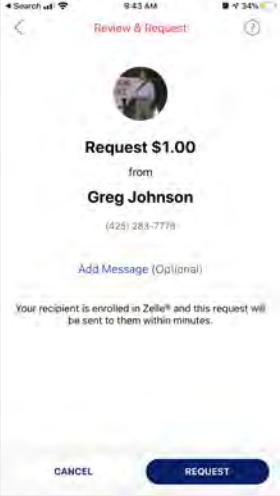 Search
9:43 AM
34%
Review & Request
?
Request $1.00
from
Greg Johnson
(425) 283-7778
Add Message (Optional)
Your recipient is enrolled in Zelle® and this request will
be sent to them within minutes.
CANCEL
REQUEST